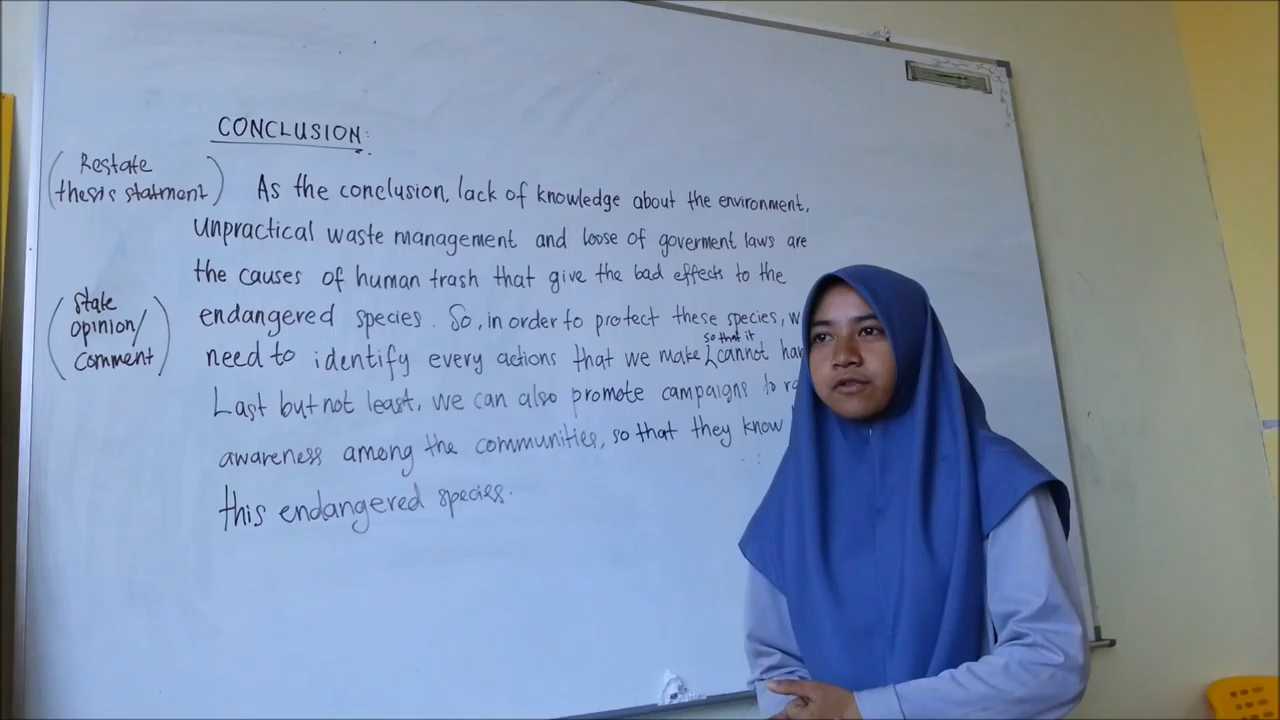 CONCLUSION:
(Restate
thesis statment)
As the conclusion, lack of knowledge about the environment,
Unpractical waste management and loose of goverment laws are
the causes of human trash that give the bad effects to the
(State
opinion/
comment)
endangered species. So, in order to protect these species, w
so that it
need to identify every actions that we make cannot
Last but not least, we can also promote campaigns to
awareness among the communities, so that they know
this endangered species.